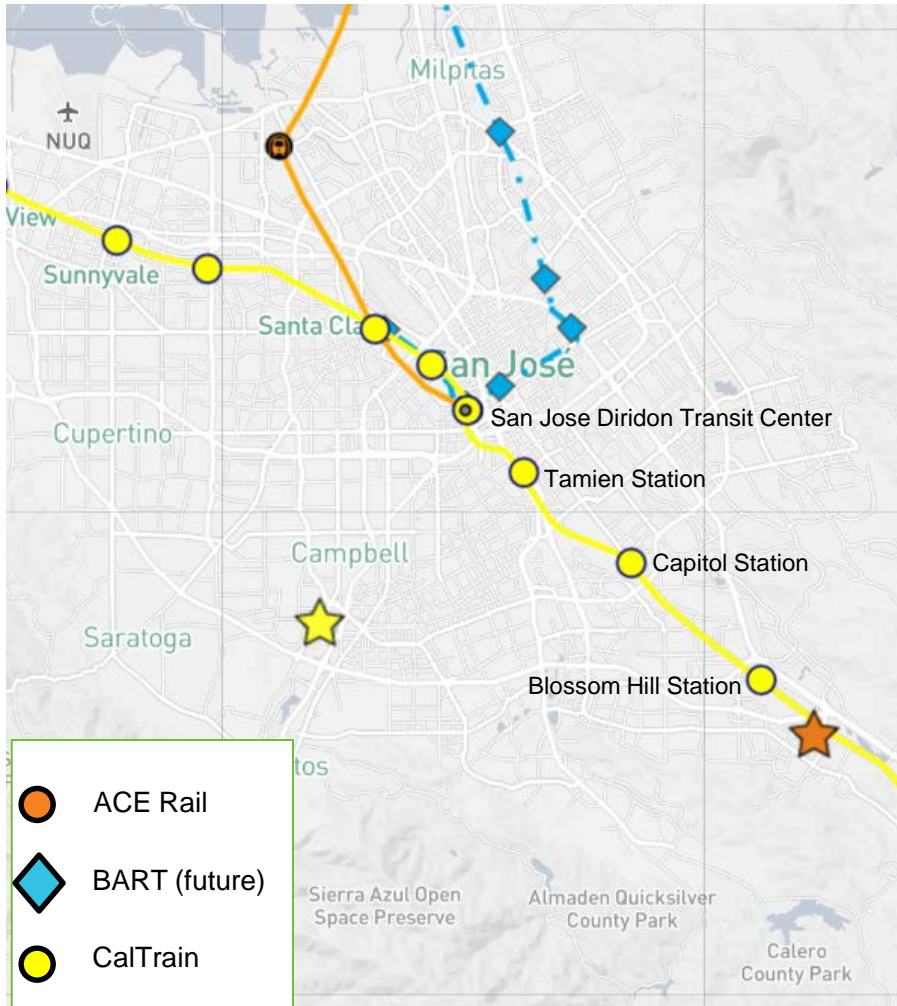 Milpitas
NUQ
View
Sunnyvale
Santa Cla
San José
San Jose Diridon Transit Center
Cupertino
Tamien Station
Campbell
Capitol Station
Saratoga
Blossom Hill Station
tos
ACE Rail
BART (future)
CalTrain
Sierra Azul Open
Space Preserve
Almaden Quicksilver
County Park
Calero
County Park